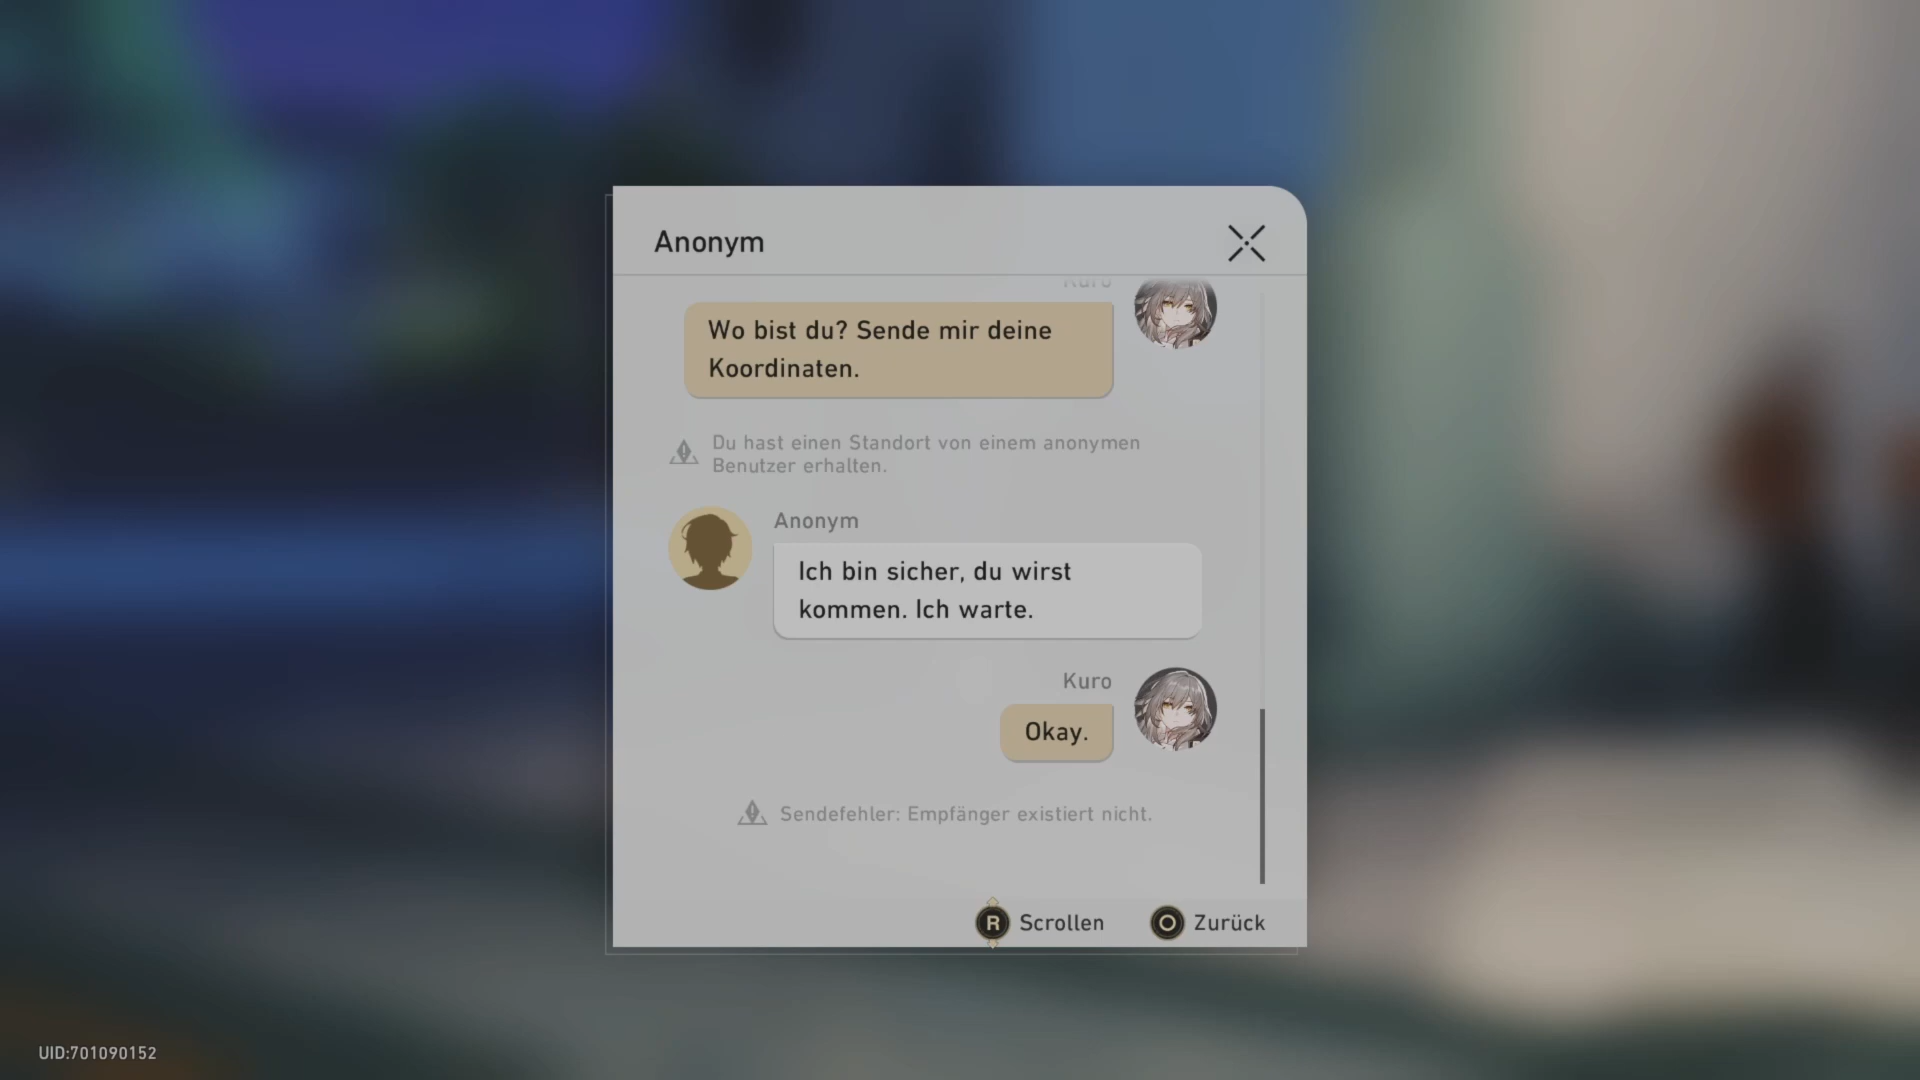 Anonym
Kuro
Wo bist du? Sende mir deine
Koordinaten.
Du hast einen Standort von einem anonymen
Benutzer erhalten.
Anonym
Ich bin sicher, du wirst
kommen. Ich warte.
Kuro
Okay.
Sendefehler: Empfänger existiert nicht.
R Scrollen
Zurück
UID:701090152